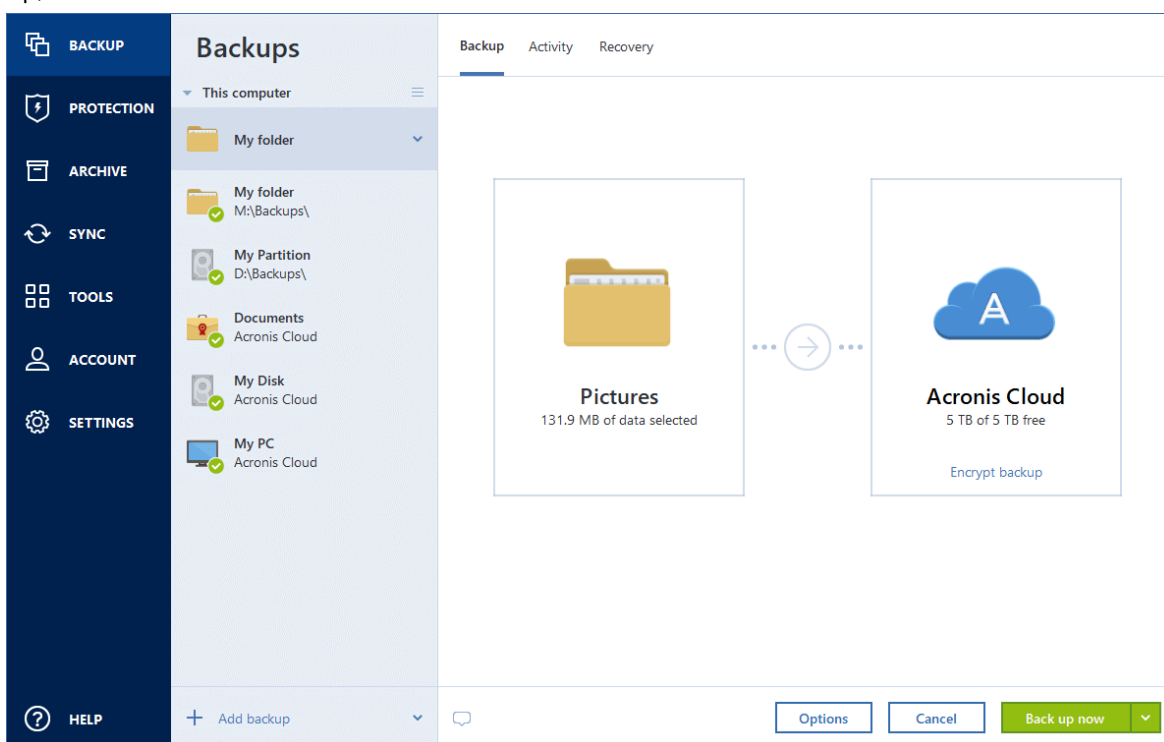 BACKUP
PROTECTION
ARCHIVE
SYNC
TOOLS
ACCOUNT
SETTINGS
HELP
Backups
This computer
My folder
My folder
M:\Backups\
My Partition
D:\Backups\
Documents
Acronis Cloud
My Disk
Acronis Cloud
My PC
Acronis Cloud
Add backup
Backup Activity Recovery
Pictures
131.9 MB of data selected
A
Acronis Cloud
5 TB of 5 TB free
Encrypt backup
Options Cancel Back up now